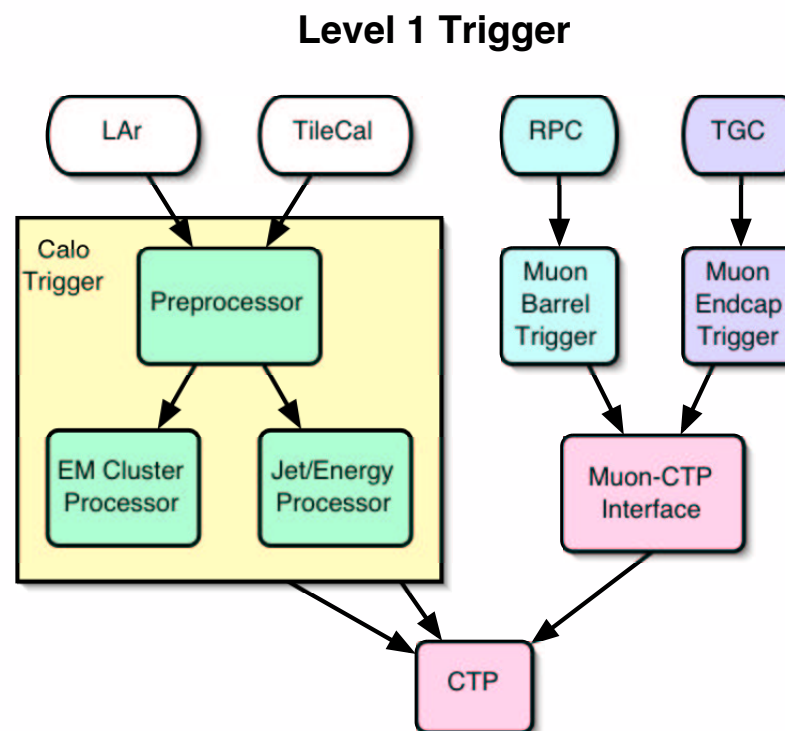 Level 1 Trigger
LAr
TileCal
RPC
TGC
Calo
Trigger
Preprocessor
Muon
Barrel
Trigger
Muon
Endcap
Trigger
EM Cluster
Processor
Jet/Energy
Processor
Muon-CTP
Interface
CTP